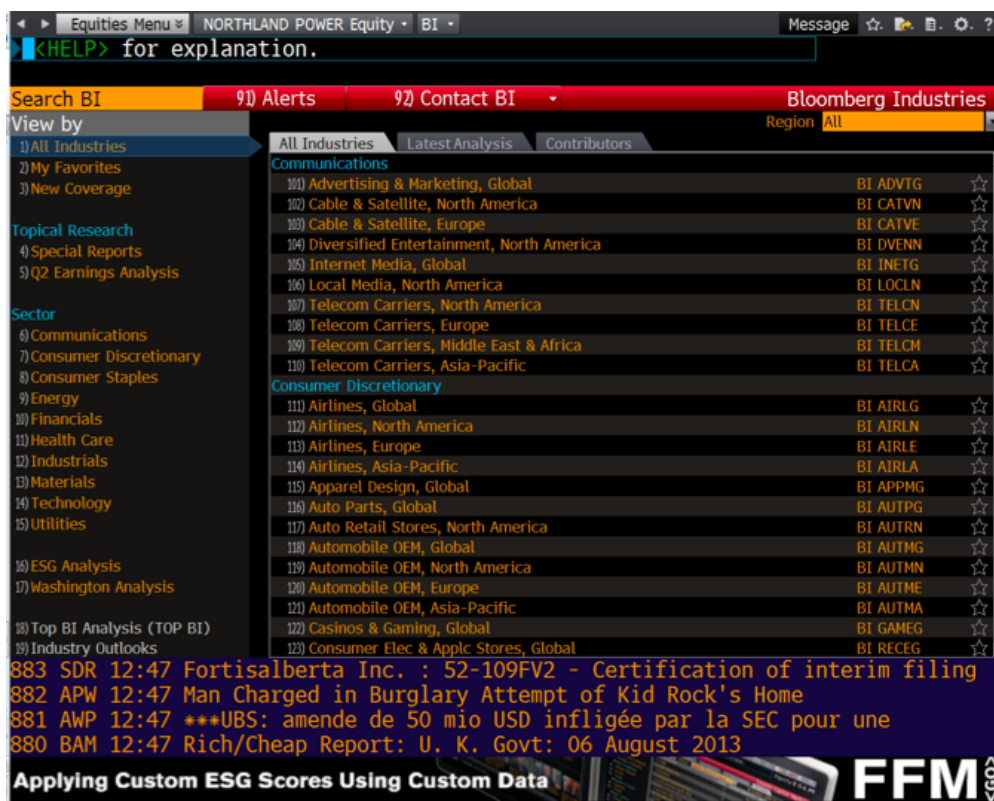 Equities Menu NORTHLAND POWER Equity BI Message ?
<HELP> for explanation.
Search BI 91) Alerts 92) Contact BI Bloomberg Industries
View by Region All
1) All Industries
2) My Favorites
3) New Coverage
Topical Research
4) Special Reports
5) Q2 Earnings Analysis
Sector
6) Communications
7) Consumer Discretionary
8) Consumer Staples
9) Energy
10) Financials
11) Health Care
12) Industrials
13) Materials
14) Technology
15) Utilities
16) ESG Analysis
17) Washington Analysis
18) Top BI Analysis (TOP BI)
19) Industry Outlooks
All Industries Latest Analysis Contributors
Communications
101) Advertising & Marketing, Global BI ADVTG
102) Cable & Satellite, North America BI CATVN
103) Cable & Satellite, Europe BI CATVE
104) Diversified Entertainment, North America BI DVENN
105) Internet Media, Global BI INETG
106) Local Media, North America BI LOCLN
107) Telecom Carriers, North America BI TELCN
108) Telecom Carriers, Europe BI TELCE
109) Telecom Carriers, Middle East & Africa BI TELCM
110) Telecom Carriers, Asia-Pacific BI TELCA
Consumer Discretionary
111) Airlines, Global BI AIRLG
112) Airlines, North America BI AIRLN
113) Airlines, Europe BI AIRLE
114) Airlines, Asia-Pacific BI AIRLA
115) Apparel Design, Global BI APPMG
116) Auto Parts, Global BI AUTPG
117) Auto Retail Stores, North America BI AUTRN
118) Automobile OEM, Global BI AUTMG
119) Automobile OEM, North America BI AUTMN
120) Automobile OEM, Europe BI AUTME
121) Automobile OEM, Asia-Pacific BI AUTMA
122) Casinos & Gaming, Global BI GAMEG
123) Consumer Elec & Applc Stores, Global BI RECEG
883 SDR 12:47 Fortisalberta Inc. : 52-109FV2 - Certification of interim filing
882 APW 12:47 Man Charged in Burglary Attempt of Kid Rock's Home
881 AWP 12:47 ***UBS: amende de 50 mio USD infligée par la SEC pour une
880 BAM 12:47 Rich/Cheap Report: U. K. Govt: 06 August 2013
Applying Custom ESG Scores Using Custom Data FFM <GO>